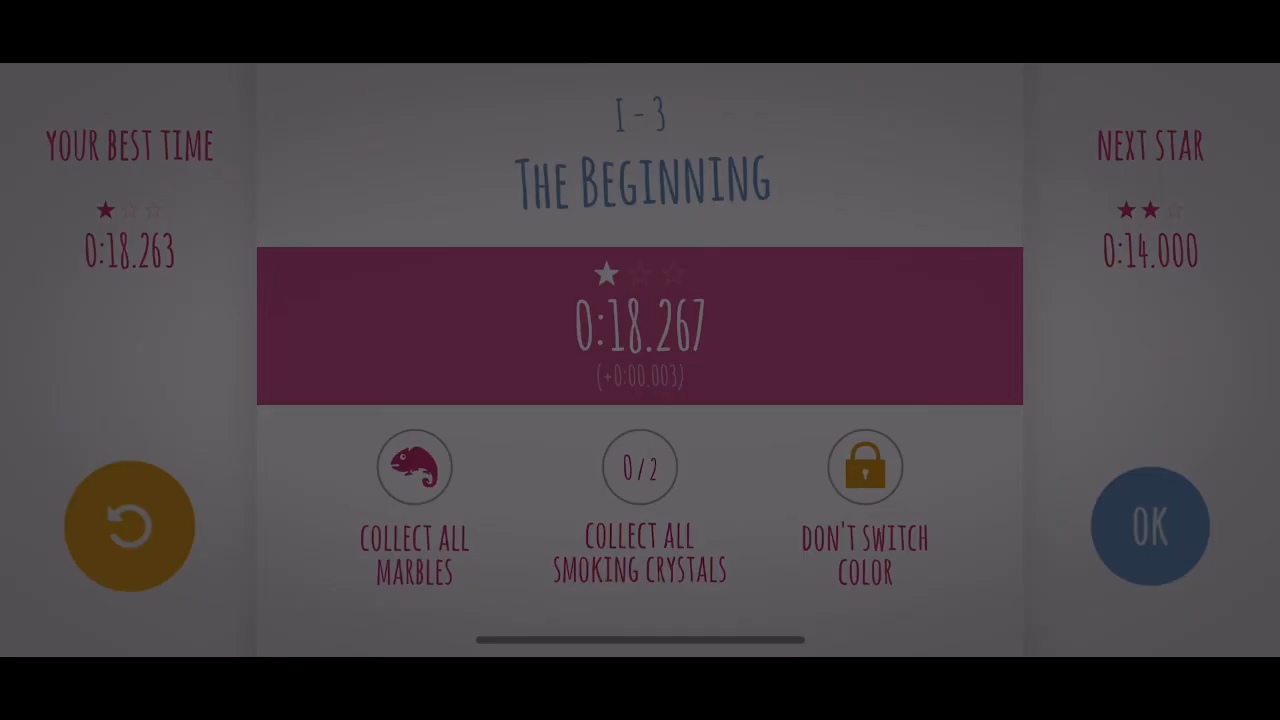 I - 3
THE BEGINNING
YOUR BEST TIME
0:18.263
NEXT STAR
0:14.000
0:18.267
(+0:00.003)
0 / 2
COLLECT ALL
MARBLES
COLLECT ALL
SMOKING CRYSTALS
DON'T SWITCH
COLOR
OK